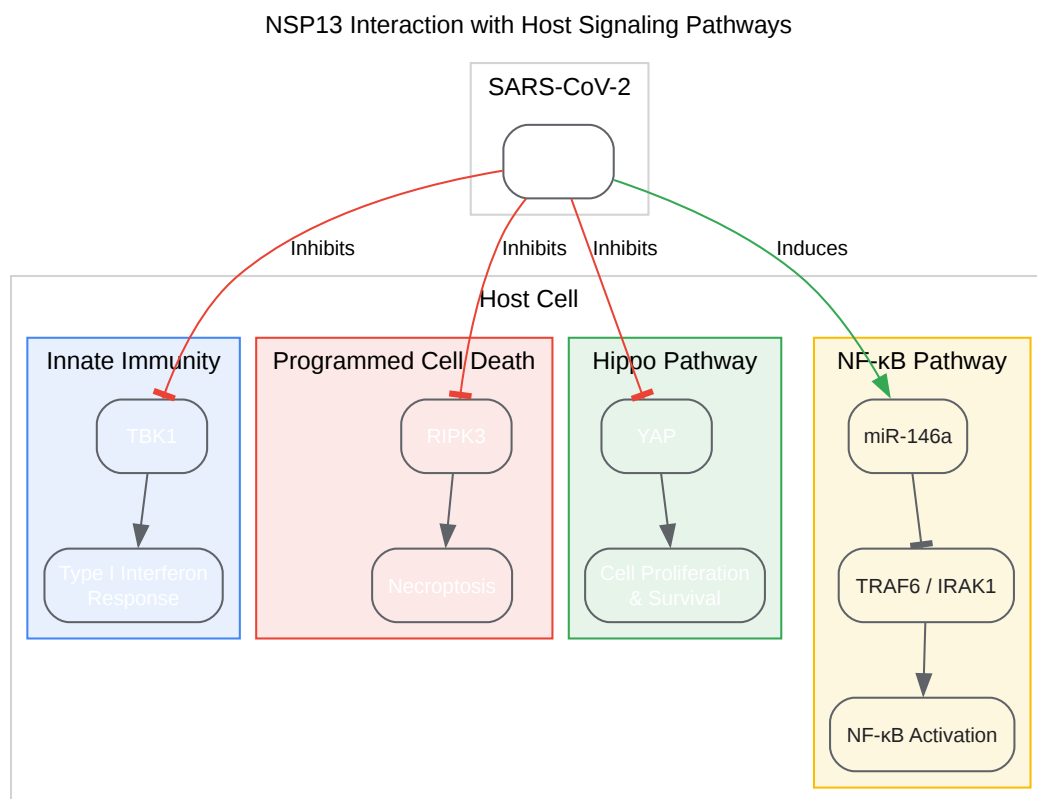 NSP13 Interaction with Host Signaling Pathways
SARS-CoV-2
Inhibits
Inhibits
Inhibits
Induces
Host Cell
Innate Immunity
Programmed Cell Death
Hippo Pathway
NF-κB Pathway
TBK1
RIPK3
YAP
miR-146a
Type I Interferon
Response
Necroptosis
Cell Proliferation
& Survival
TRAF6 / IRAK1
NF-κB Activation